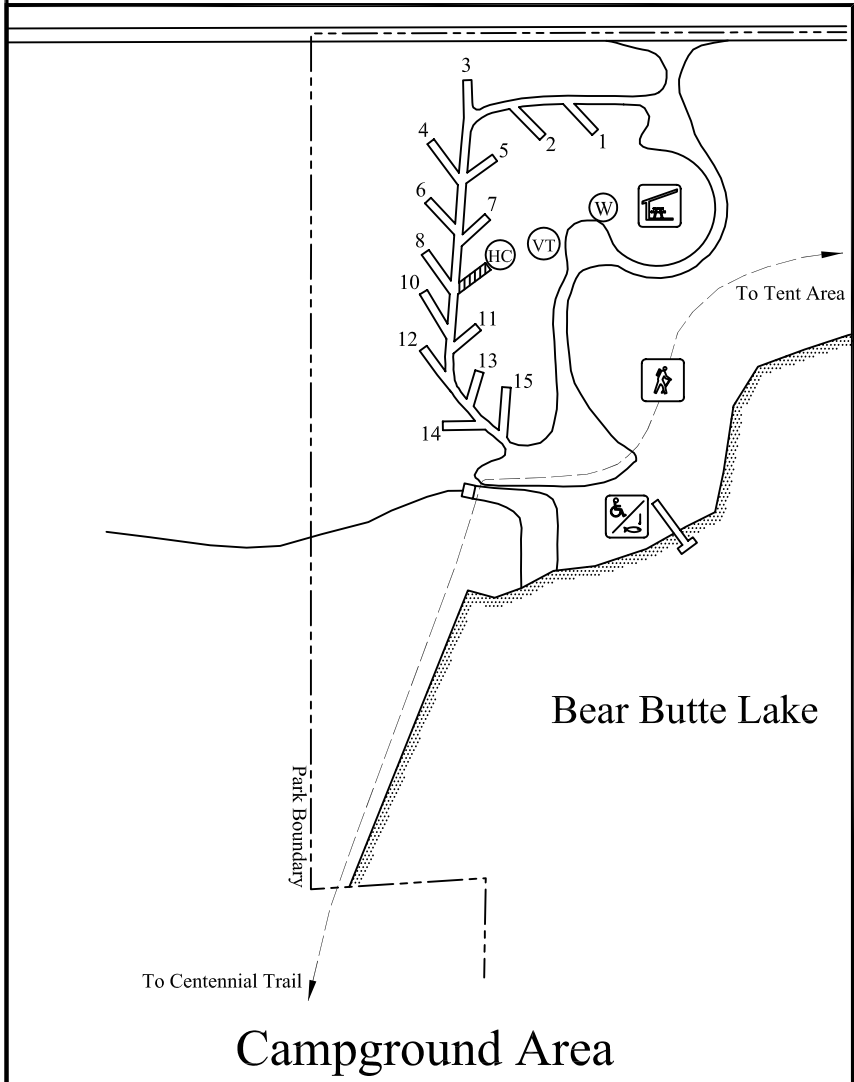 3
4
5
2
1
6
7
W
8
HC
VT
10
To Tent Area
11
12
13
15
14
Bear Butte Lake
Park Boundary
To Centennial Trail
Campground Area